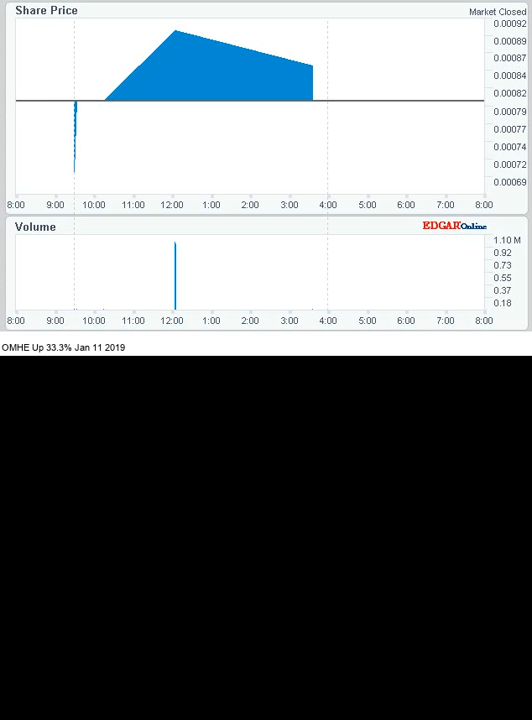 Share Price
Market Closed
0.00092
0.00089
0.00087
0.00084
0.00082
0.00079
0.00077
0.00074
0.00072
0.00069
8:00 9:00 10:00 11:00 12:00 1:00 2:00 3:00 4:00 5:00 6:00 7:00 8:00
Volume
EDGAROnline
1.10 M
0.92
0.73
0.55
0.37
0.18
8:00 9:00 10:00 11:00 12:00 1:00 2:00 3:00 4:00 5:00 6:00 7:00 8:00
OMHE Up 33.3% Jan 11 2019